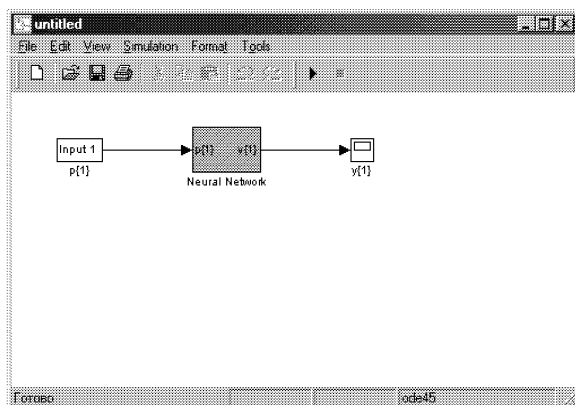 untitled
File Edit View Simulation Format Tools
Input 1
p{1}
p{1} y{1}
Neural Network
y{1}
Готово
ode45